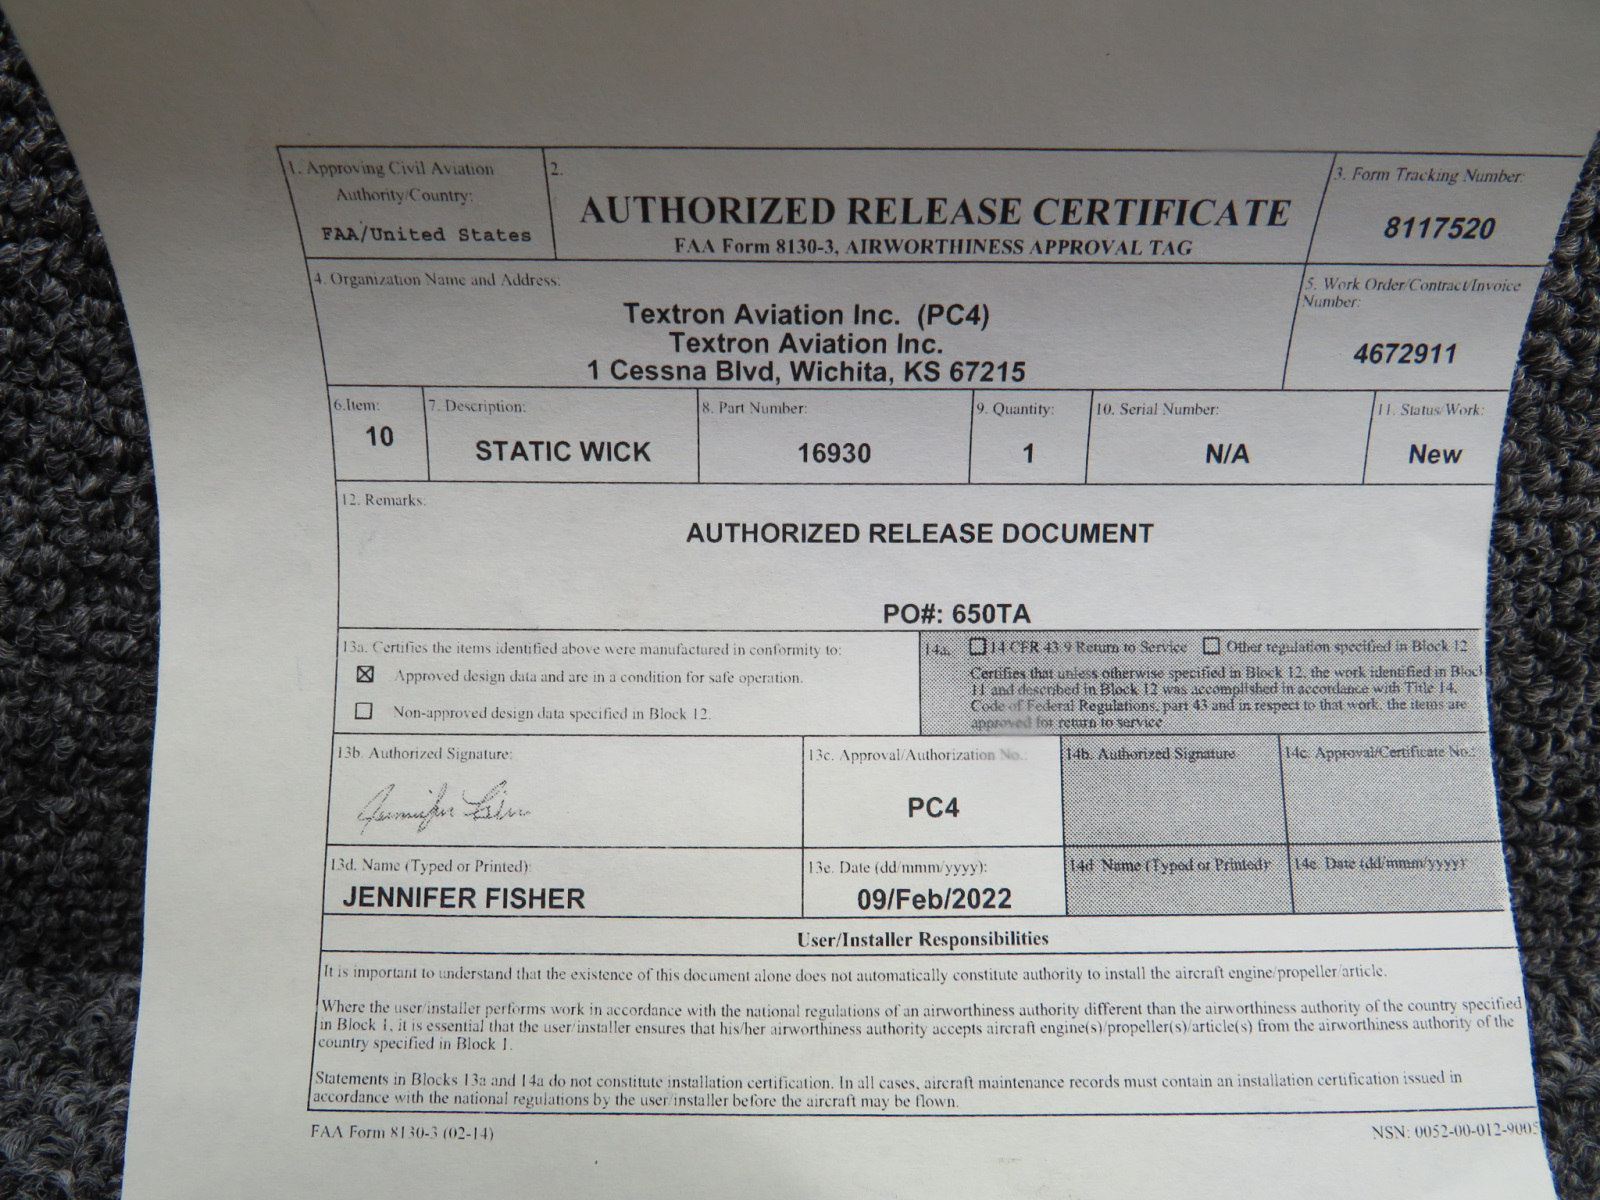 1. Approving Civil Aviation
Authority/Country:
FAA/United States
2.
AUTHORIZED RELEASE CERTIFICATE
FAA Form 8130-3, AIRWORTHINESS APPROVAL TAG
3. Form Tracking Number:
8117520
4. Organization Name and Address:
Textron Aviation Inc. (PC4)
Textron Aviation Inc.
1 Cessna Blvd, Wichita, KS 67215
5. Work Order/Contract/Invoice
Number:
4672911
6.Item:
10
7. Description:
STATIC WICK
8. Part Number:
16930
9. Quantity:
1
10. Serial Number:
N/A
11. Status/Work:
New
12. Remarks:
AUTHORIZED RELEASE DOCUMENT
PO#: 650TA
13a. Certifies the items identified above were manufactured in conformity to:
Approved design data and are in a condition for safe operation.
Non-approved design data specified in Block 12.
14a. 14 CFR 43.9 Return to Service Other regulation specified in Block 12
Certifies that unless otherwise specified in Block 12, the work identified in Block
11 and described in Block 12 was accomplished in accordance with Title 14,
Code of Federal Regulations, part 43 and in respect to that work, the items are
approved for return to service
13b. Authorized Signature:
Jennifer Fisher
13c. Approval/Authorization No.:
PC4
14b. Authorized Signature
14c. Approval/Certificate No.:
13d. Name (Typed or Printed):
JENNIFER FISHER
13e. Date (dd/mmm/yyyy):
09/Feb/2022
14d Name (Typed or Printed)
14e. Date (dd/mmm/yyyy)
User/Installer Responsibilities
It is important to understand that the existence of this document alone does not automatically constitute authority to install the aircraft engine/propeller/article.
Where the user/installer performs work in accordance with the national regulations of an airworthiness authority different than the airworthiness authority of the country specified
in Block 1, it is essential that the user/installer ensures that his/her airworthiness authority accepts aircraft engine(s)/propeller(s)/article(s) from the airworthiness authority of the
country specified in Block 1.
Statements in Blocks 13a and 14a do not constitute installation certification. In all cases, aircraft maintenance records must contain an installation certification issued in
accordance with the national regulations by the user/installer before the aircraft may be flown.
FAA Form 8130-3 (02-14)
NSN: 0052-00-012-9005